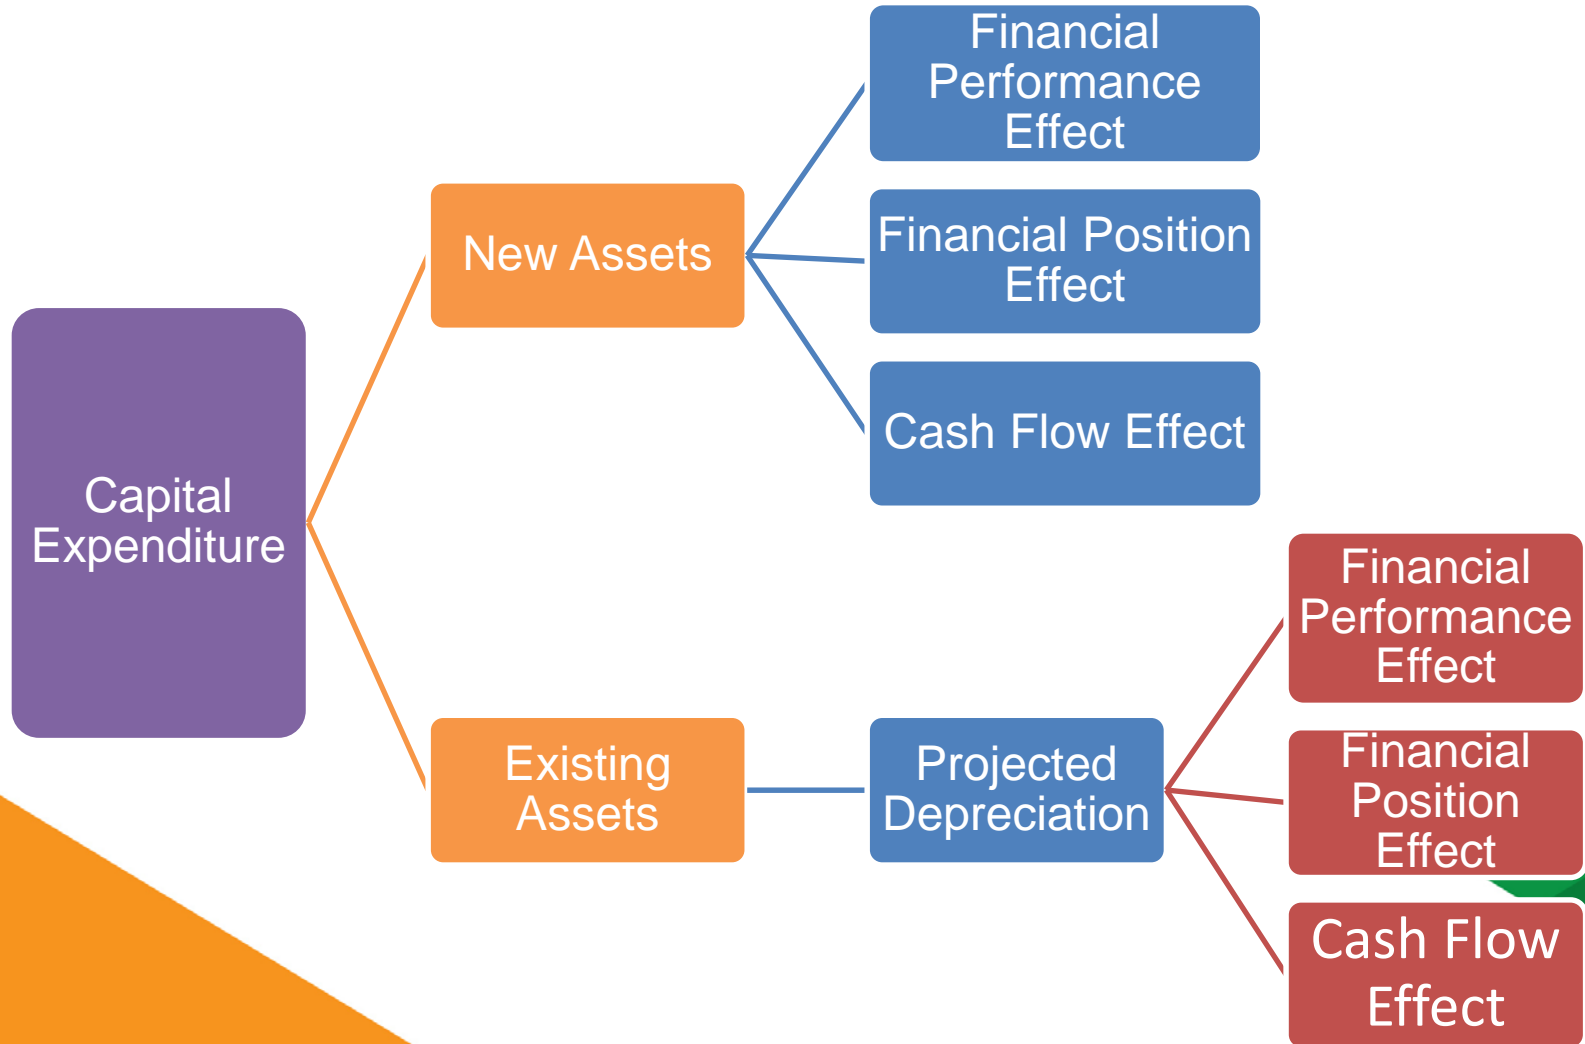 Capital
Expenditure
New Assets
Financial
Performance
Effect
Financial Position
Effect
Cash Flow Effect
Existing
Assets
Projected
Depreciation
Financial
Performance
Effect
Financial
Position
Effect
Cash Flow
Effect